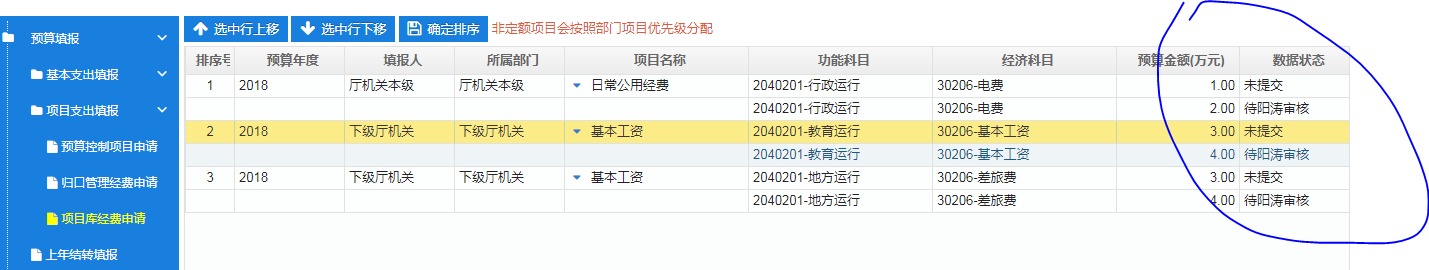 选中行上移 选中行下移 确定排序 非定额项目会按照部门项目优先级分配
预算填报
基本支出填报
项目支出填报
预算控制项目申请
归口管理经费申请
项目库经费申请
上年结转填报
排序号 预算年度 填报人 所属部门 项目名称 功能科目 经济科目 预算金额(万元) 数据状态
1 2018 厅机关本级 厅机关本级 日常公用经费 2040201-行政运行 30206-电费 1.00 未提交
2040201-行政运行 30206-电费 2.00 待阳涛审核
2 2018 下级厅机关 下级厅机关 基本工资 2040201-教育运行 30206-基本工资 3.00 未提交
2040201-教育运行 30206-基本工资 4.00 待阳涛审核
3 2018 下级厅机关 下级厅机关 基本工资 2040201-地方运行 30206-差旅费 3.00 未提交
2040201-地方运行 30206-差旅费 4.00 待阳涛审核